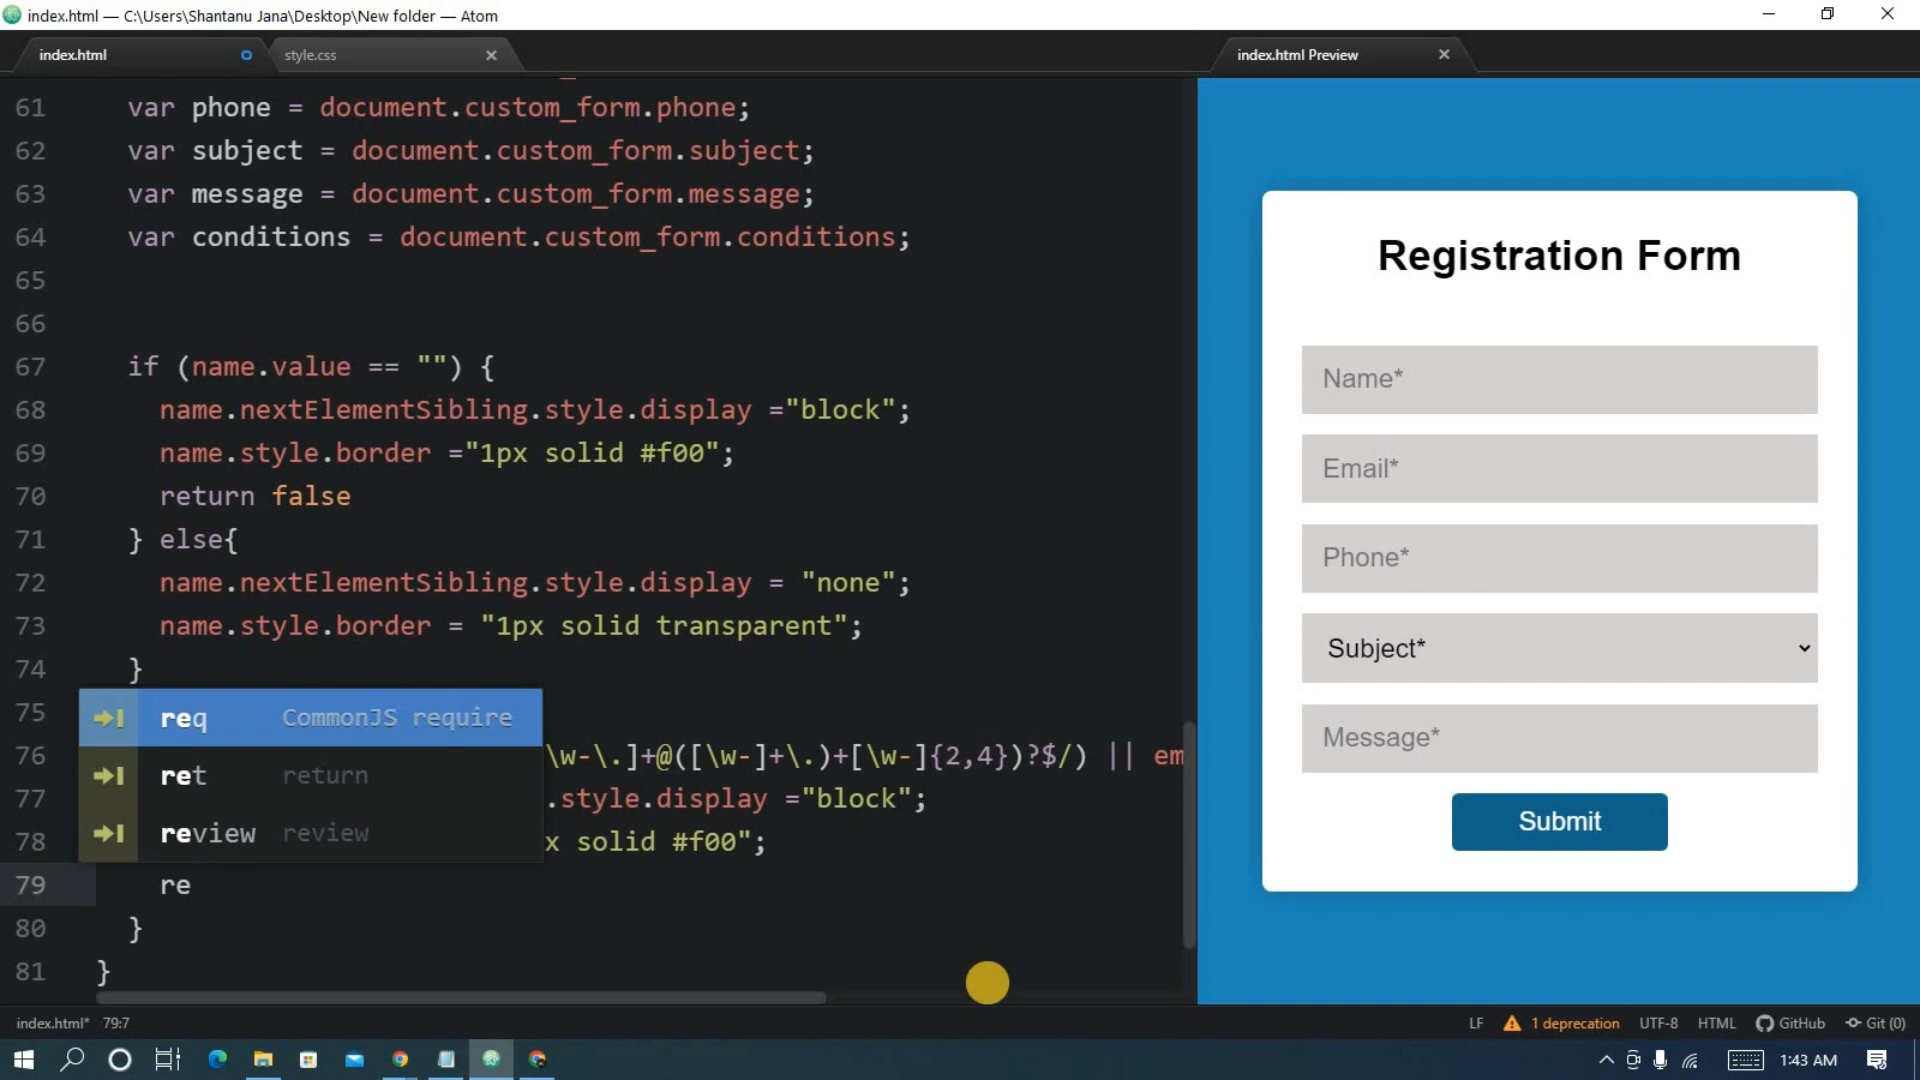 index.html — C:\Users\Shantanu Jana\Desktop\New folder — Atom
index.html
style.css
index.html Preview
61 var phone = document.custom_form.phone;
62 var subject = document.custom_form.subject;
63 var message = document.custom_form.message;
64 var conditions = document.custom_form.conditions;
65
66
67 if (name.value == "") {
68 name.nextElementSibling.style.display ="block";
69 name.style.border ="1px solid #f00";
70 return false
71 } else{
72 name.nextElementSibling.style.display = "none";
73 name.style.border = "1px solid transparent";
74 }
75
req CommonJS require
76 \w-\.]+@([\w-]+\.)+[\w-]{2,4})?$/) || em
ret return
77 .style.display ="block";
review review
78 x solid #f00";
79 re
80 }
81 }
Registration Form
Name*
Email*
Phone*
Subject*
Message*
Submit
index.html* 79:7
LF 1 deprecation UTF-8 HTML GitHub Git (0)
1:43 AM